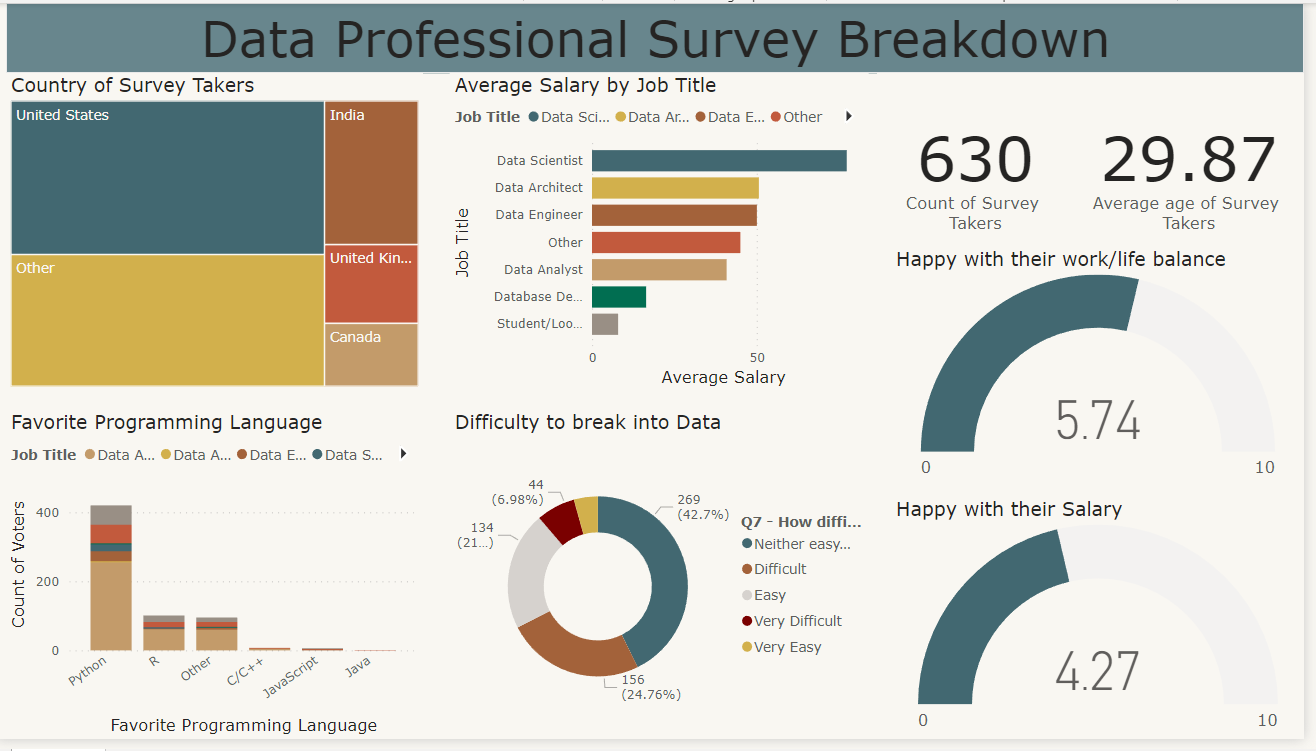 Data Professional Survey Breakdown
Country of Survey Takers
United States
India
Other
United Kin...
Canada
Average Salary by Job Title
Job Title Data Sci... Data Ar... Data E... Other
Job Title
Data Scientist
Data Architect
Data Engineer
Other
Data Analyst
Database De...
Student/Loo...
0 50
Average Salary
630
Count of Survey
Takers
29.87
Average age of Survey
Takers
Happy with their work/life balance
5.74
0 10
Favorite Programming Language
Job Title Data A... Data A... Data E... Data S...
Count of Voters
400
200
0
Python R Other C/C++ JavaScript Java
Favorite Programming Language
Difficulty to break into Data
44
(6.98%)
269
(42.7%)
134
(21...)
156
(24.76%)
Q7 - How diffi...
Neither easy...
Difficult
Easy
Very Difficult
Very Easy
Happy with their Salary
4.27
0 10